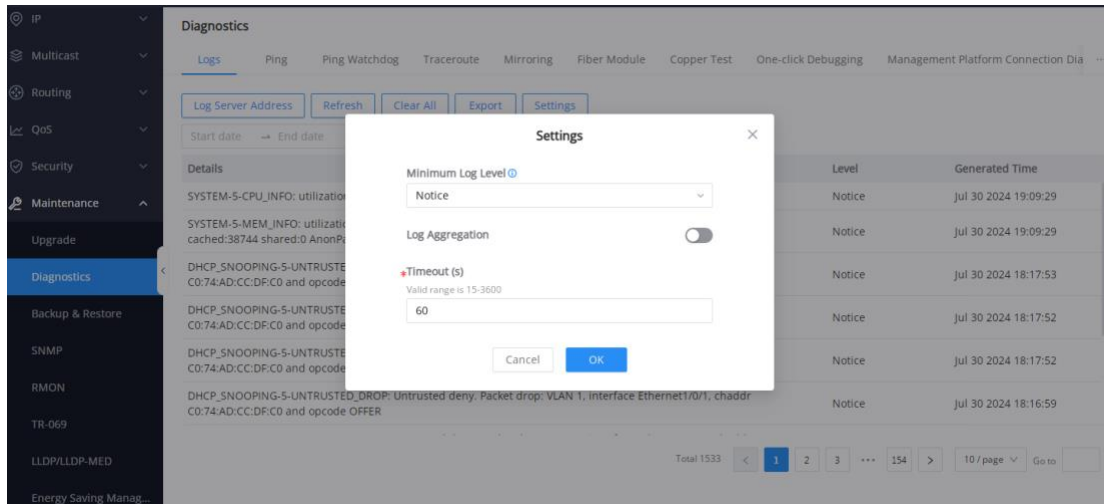 IP
Multicast
Routing
QoS
Security
Maintenance
Upgrade
Diagnostics
Backup & Restore
SNMP
RMON
TR-069
LLDP/LLDP-MED
Energy Saving Manag...
Diagnostics
Logs Ping Ping Watchdog Traceroute Mirroring Fiber Module Copper Test One-click Debugging Management Platform Connection Dia ...
Log Server Address Refresh Clear All Export Settings
Start date → End date
Details Level Generated Time
SYSTEM-5-CPU_INFO: utilization Notice Jul 30 2024 19:09:29
SYSTEM-5-MEM_INFO: utilizatio
cached:38744 shared:0 AnonPa Notice Jul 30 2024 19:09:29
DHCP_SNOOPING-5-UNTRUSTE
C0:74:AD:CC:DF:C0 and opcode Notice Jul 30 2024 18:17:53
DHCP_SNOOPING-5-UNTRUSTE
C0:74:AD:CC:DF:C0 and opcode Notice Jul 30 2024 18:17:52
DHCP_SNOOPING-5-UNTRUSTE
C0:74:AD:CC:DF:C0 and opcode Notice Jul 30 2024 18:17:52
DHCP_SNOOPING-5-UNTRUSTED_DROP: Untrusted deny. Packet drop: VLAN 1, interface Ethernet1/0/1, chaddr
C0:74:AD:CC:DF:C0 and opcode OFFER Notice Jul 30 2024 18:16:59
Total 1533 < 1 2 3 ••• 154 > 10 / page Go to
Settings
Minimum Log Level
Notice
Log Aggregation
*Timeout (s)
Valid range is 15-3600
60
Cancel OK